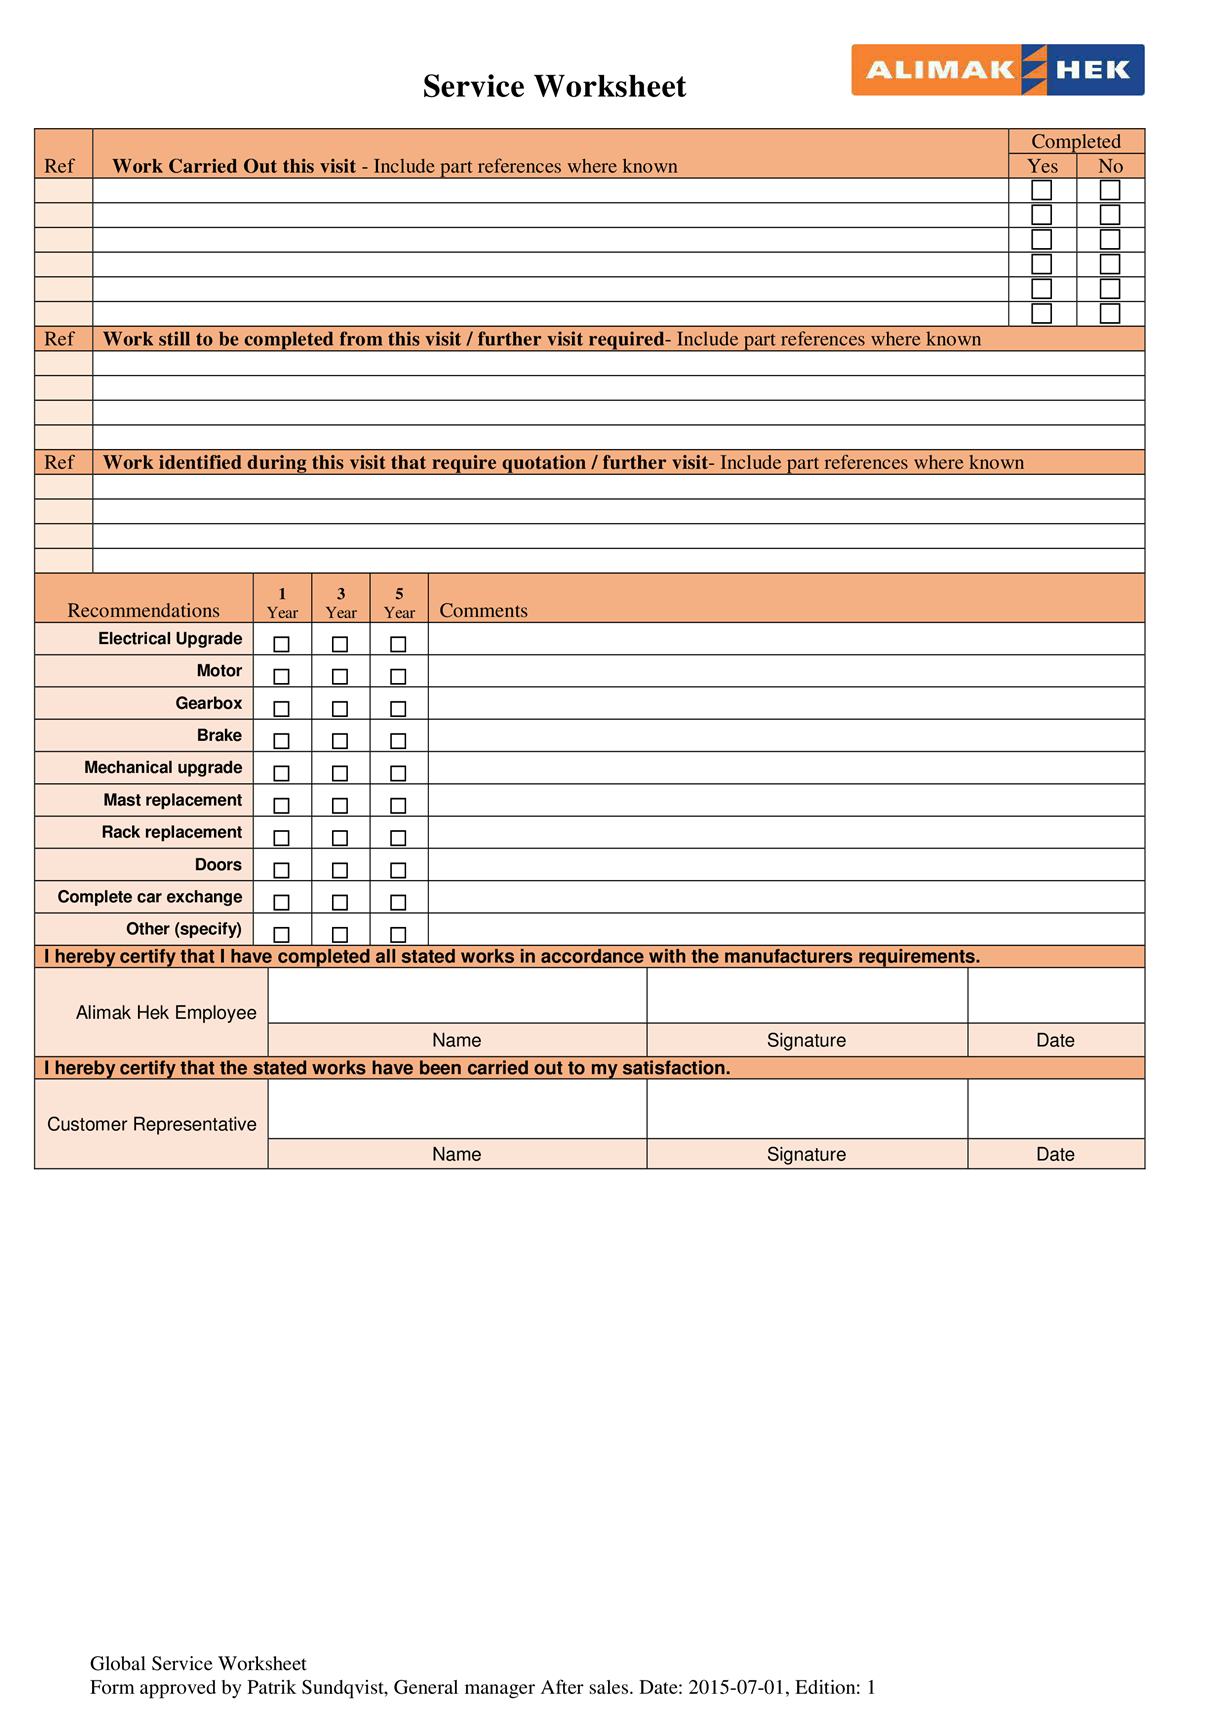 ALIMAK HEK
Service Worksheet
Completed
Ref Work Carried Out this visit - Include part references where known Yes No
Ref Work still to be completed from this visit / further visit required- Include part references where known
Ref Work identified during this visit that require quotation / further visit- Include part references where known
1 3 5
Recommendations Year Year Year Comments
Electrical Upgrade
Motor
Gearbox
Brake
Mechanical upgrade
Mast replacement
Rack replacement
Doors
Complete car exchange
Other (specify)
I hereby certify that I have completed all stated works in accordance with the manufacturers requirements.
Alimak Hek Employee
Name Signature Date
I hereby certify that the stated works have been carried out to my satisfaction.
Customer Representative
Name Signature Date
Global Service Worksheet
Form approved by Patrik Sundqvist, General manager After sales. Date: 2015-07-01, Edition: 1